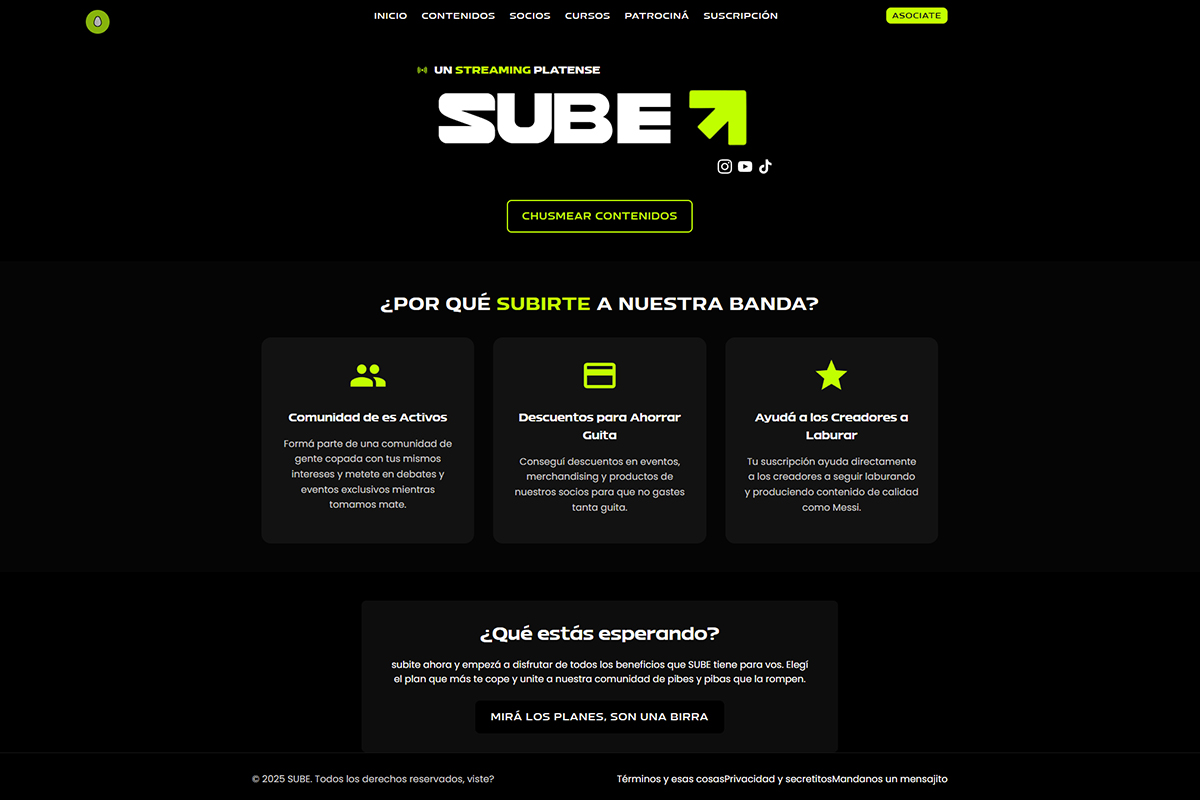 INICIO CONTENIDOS SOCIOS CURSOS PATROCINÁ SUSCRIPCIÓN ASOCIATE
UN STREAMING PLATENSE
SUBE
CHUSMEAR CONTENIDOS
¿POR QUÉ SUBIRTE A NUESTRA BANDA?
Comunidad de es Activos
Formá parte de una comunidad de
gente copada con tus mismos
intereses y metete en debates y
eventos exclusivos mientras
tomamos mate.
Descuentos para Ahorrar
Guita
Conseguí descuentos en eventos,
merchandising y productos de
nuestros socios para que no gastes
tanta guita.
Ayudá a los Creadores a
Laburar
Tu suscripción ayuda directamente
a los creadores a seguir laburando
y produciendo contenido de calidad
como Messi.
¿Qué estás esperando?
subite ahora y empezá a disfrutar de todos los beneficios que SUBE tiene para vos. Elegí
el plan que más te cope y unite a nuestra comunidad de pibes y pibas que la rompen.
MIRÁ LOS PLANES, SON UNA BIRRA
© 2025 SUBE. Todos los derechos reservados, viste?
Términos y esas cosasPrivacidad y secretitosMandanos un mensajito